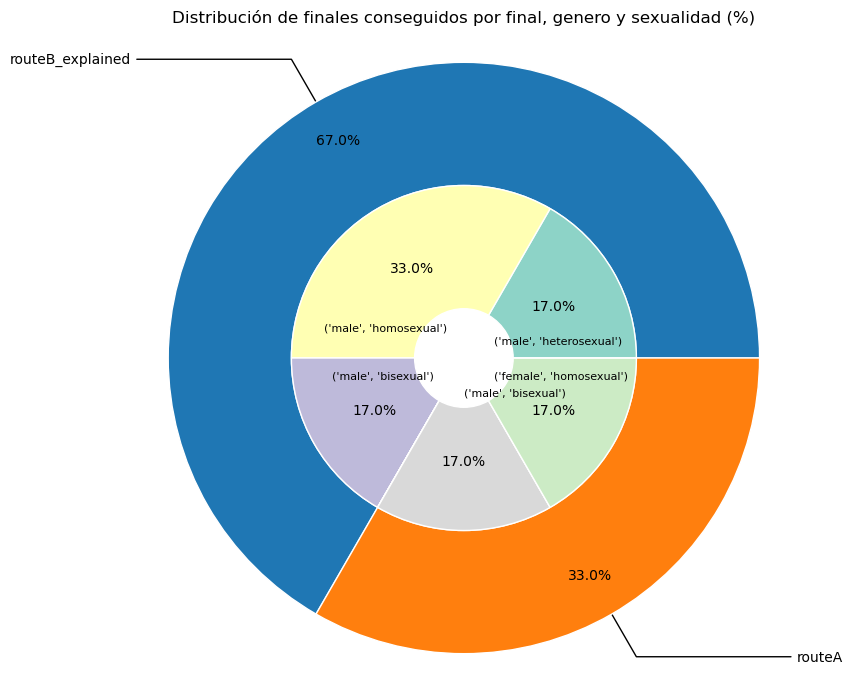 Distribución de finales conseguidos por final, genero y sexualidad (%)
routeB_explained
67.0%
33.0%
17.0%
('male', 'homosexual')
('male', 'heterosexual')
('male', 'bisexual')
('female', 'homosexual')
('male', 'bisexual')
17.0%
17.0%
17.0%
33.0%
routeA